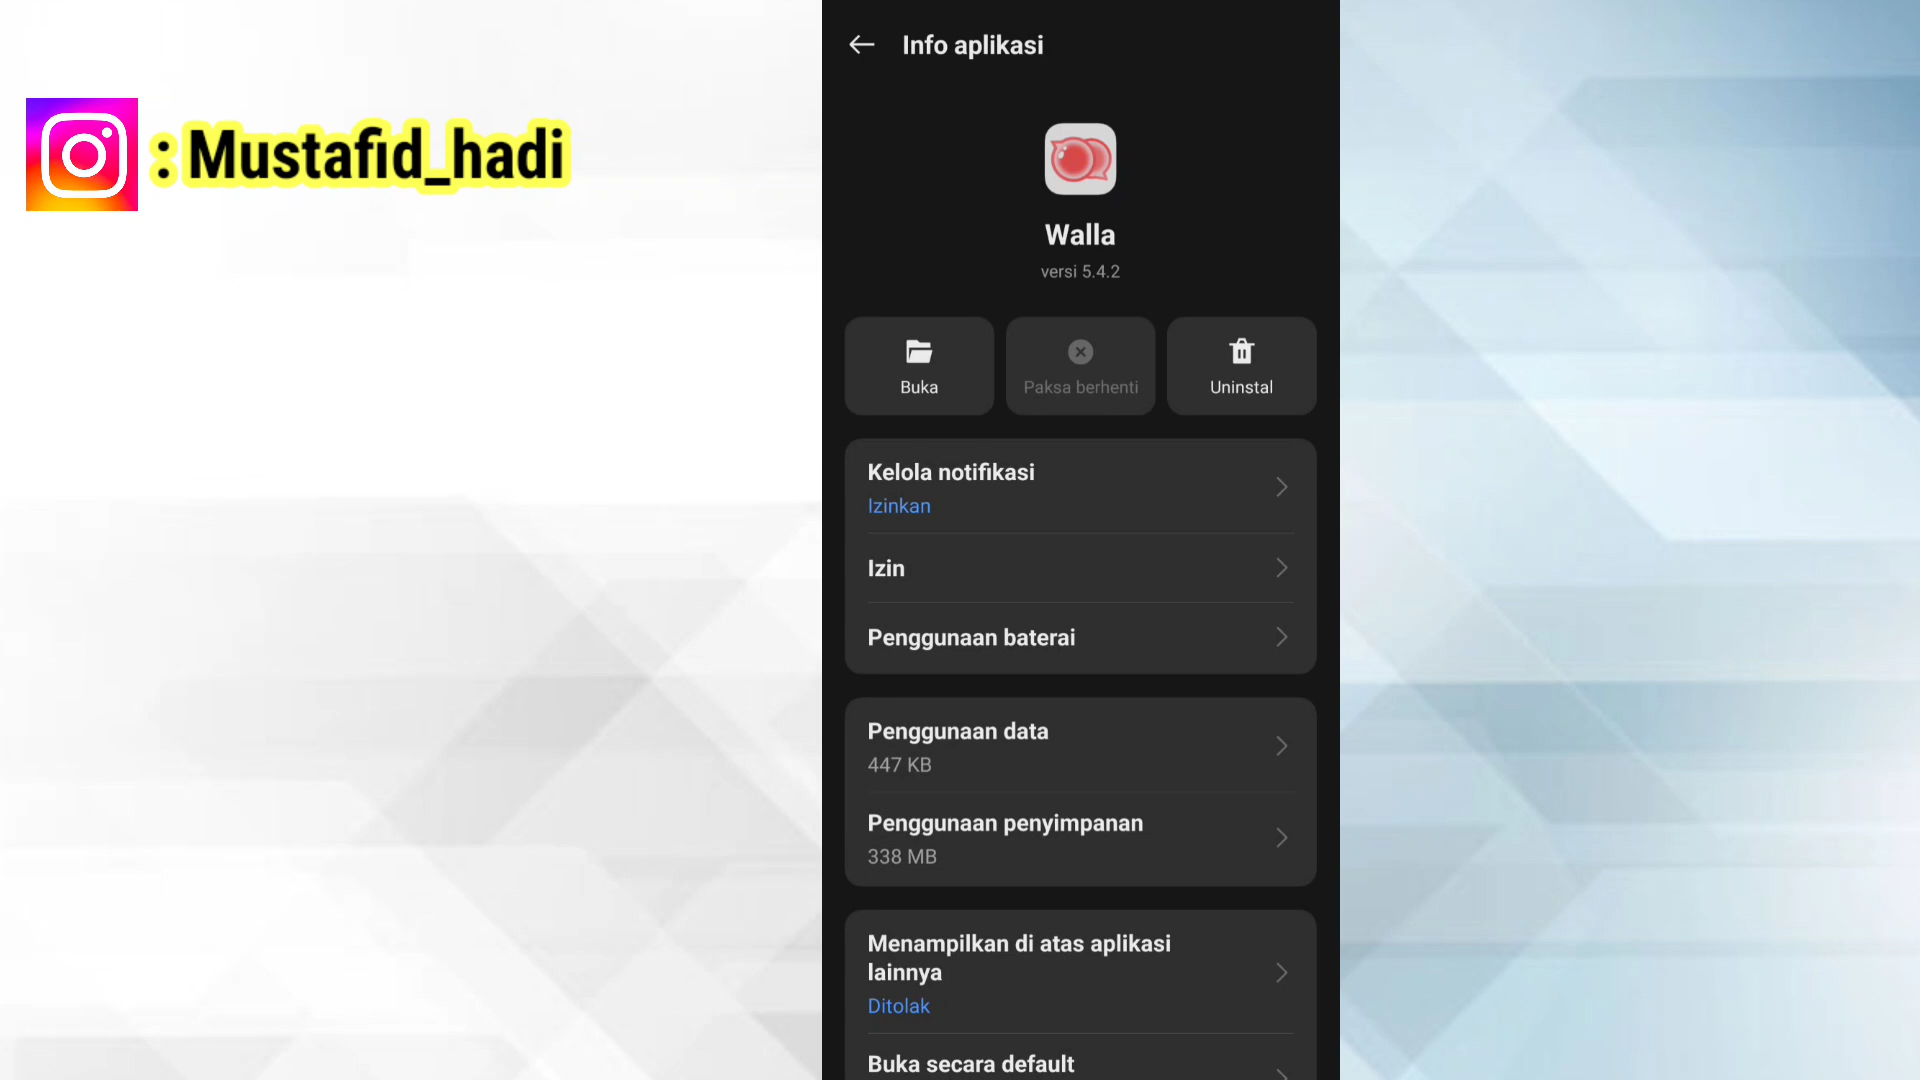 Info aplikasi
: Mustafid_hadi
Walla
versi 5.4.2
Buka
Paksa berhenti
Uninstal
Kelola notifikasi
Izinkan
Izin
Penggunaan baterai
Penggunaan data
447 KB
Penggunaan penyimpanan
338 MB
Menampilkan di atas aplikasi
lainnya
Ditolak
Buka secara default